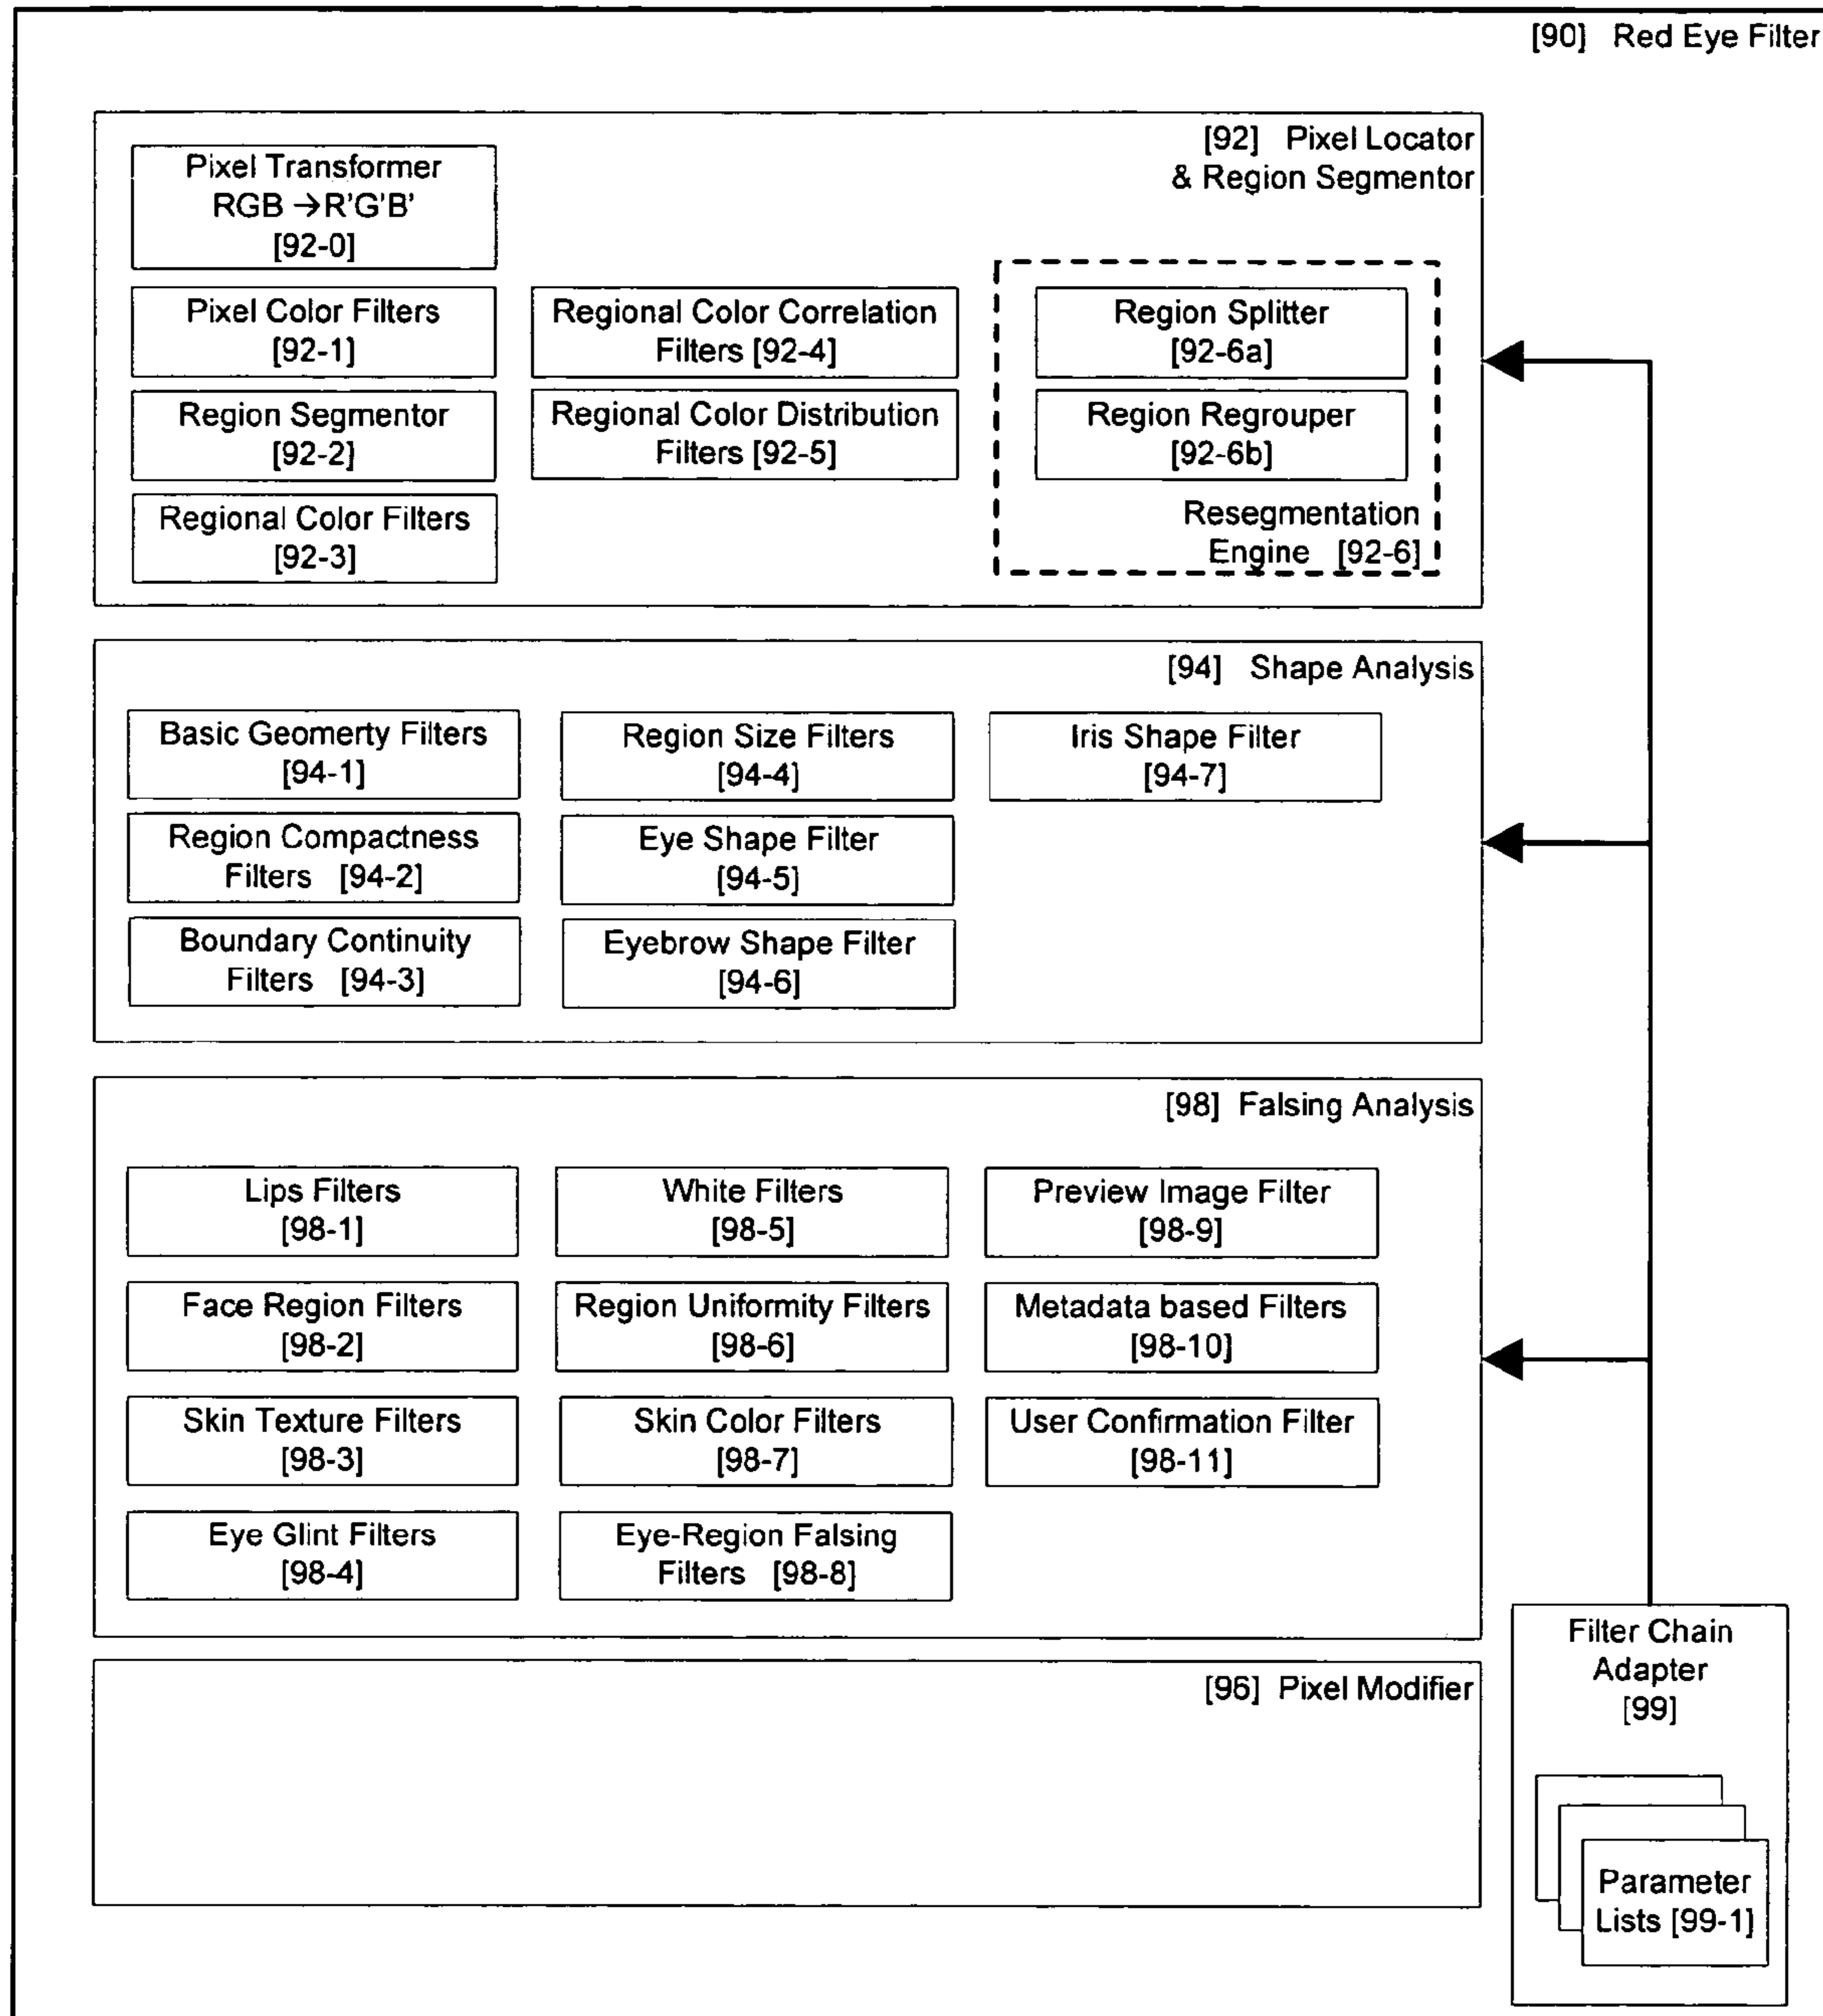 [90] Red Eye Filter
[92] Pixel Locator
& Region Segmentor
Pixel Transformer
RGB →R'G'B'
[92-0]
Pixel Color Filters
[92-1]
Region Segmentor
[92-2]
Regional Color Filters
[92-3]
Regional Color Correlation
Filters [92-4]
Regional Color Distribution
Filters [92-5]
Region Splitter
[92-6a]
Region Regrouper
[92-6b]
Resegmentation
Engine [92-6]
[94] Shape Analysis
Basic Geomerty Filters
[94-1]
Region Compactness
Filters [94-2]
Boundary Continuity
Filters [94-3]
Region Size Filters
[94-4]
Eye Shape Filter
[94-5]
Eyebrow Shape Filter
[94-6]
Iris Shape Filter
[94-7]
[98] Falsing Analysis
Lips Filters
[98-1]
Face Region Filters
[98-2]
Skin Texture Filters
[98-3]
Eye Glint Filters
[98-4]
White Filters
[98-5]
Region Uniformity Filters
[98-6]
Skin Color Filters
[98-7]
Eye-Region Falsing
Filters [98-8]
Preview Image Filter
[98-9]
Metadata based Filters
[98-10]
User Confirmation Filter
[98-11]
[96] Pixel Modifier
Filter Chain
Adapter
[99]
Parameter
Lists [99-1]